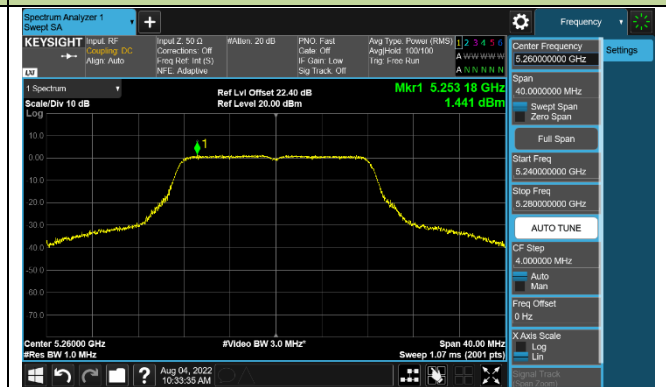 Spectrum Analyzer 1
Swept SA
+
Frequency
KEYSIGHT
Input: RF
Coupling: DC
Align: Auto
Input Z: 50 Ω
Corrections: Off
Freq Ref: Int (S)
NFE: Adaptive
#Atten: 20 dB
PNO: Fast
Gate: Off
IF Gain: Low
Sig Track: Off
Avg Type: Power (RMS)
Avg|Hold: 100/100
Trig: Free Run
1 2 3 4 5 6
A WW WW W
A N N N N N
LXI
1 Spectrum
Scale/Div 10 dB
Log
Ref Lvl Offset 22.40 dB
Ref Level 20.00 dBm
Mkr1 5.253 18 GHz
1.441 dBm
1
10.0
0.00
10.0
20.0
30.0
40.0
-50.0
60.0
70.0
Center 5.26000 GHz
#Res BW 1.0 MHz
#Video BW 3.0 MHz*
Span 40.00 MHz
Sweep 1.07 ms (2001 pts)
Center Frequency
5.260000000 GHz
Settings
Span
40.0000000 MHz
Swept Span
Zero Span
Full Span
Start Freq
5.240000000 GHz
Stop Freq
5.280000000 GHz
AUTO TUNE
CF Step
4.000000 MHz
Auto
Man
Freq Offset
0 Hz
X Axis Scale
Log
Lin
Signal Track
(Span Zoom)
?
Aug 04, 2022
10:33:35 AM